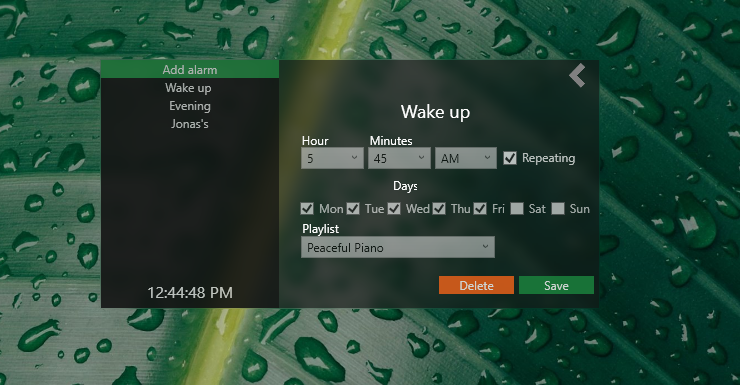 Add alarm
Wake up
Evening
Jonas's
12:44:48 PM
Wake up
Hour Minutes
5 45 AM Repeating
Days
Mon Tue Wed Thu Fri Sat Sun
Playlist
Peaceful Piano
Delete Save